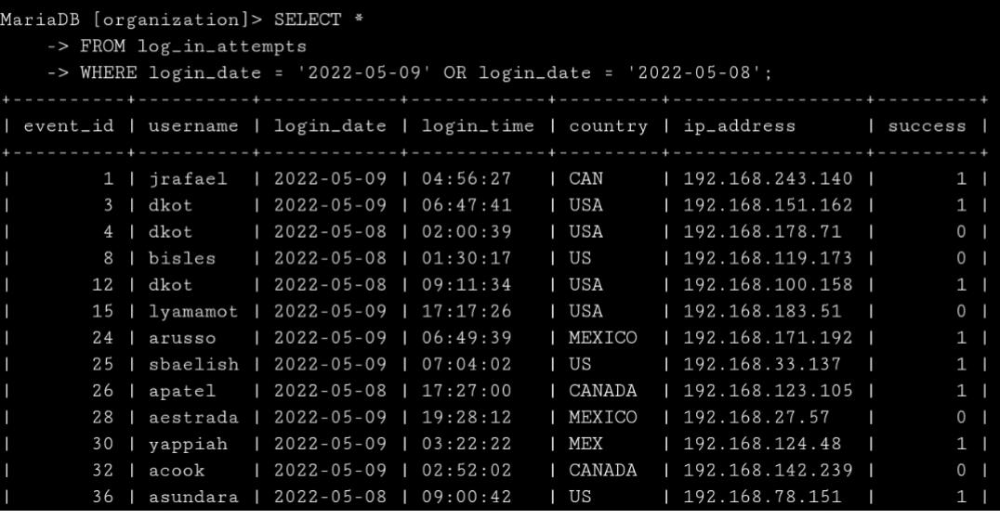 MariaDB [organization]> SELECT *
    -> FROM log_in_attempts
    -> WHERE login_date = '2022-05-09' OR login_date = '2022-05-08';
+----------+----------+------------+------------+---------+-----------------+---------+
| event_id | username | login_date | login_time | country | ip_address      | success |
+----------+----------+------------+------------+---------+-----------------+---------+
|        1 | jrafael  | 2022-05-09 | 04:56:27   | CAN     | 192.168.243.140 |       1 |
|        3 | dkot     | 2022-05-09 | 06:47:41   | USA     | 192.168.151.162 |       1 |
|        4 | dkot     | 2022-05-08 | 02:00:39   | USA     | 192.168.178.71  |       0 |
|        8 | bisles   | 2022-05-08 | 01:30:17   | US      | 192.168.119.173 |       0 |
|       12 | dkot     | 2022-05-08 | 09:11:34   | USA     | 192.168.100.158 |       1 |
|       15 | lyamamot | 2022-05-09 | 17:17:26   | USA     | 192.168.183.51  |       0 |
|       24 | arusso   | 2022-05-09 | 06:49:39   | MEXICO  | 192.168.171.192 |       1 |
|       25 | sbaelish | 2022-05-09 | 07:04:02   | US      | 192.168.33.137  |       1 |
|       26 | apatel   | 2022-05-08 | 17:27:00   | CANADA  | 192.168.123.105 |       1 |
|       28 | aestrada | 2022-05-09 | 19:28:12   | MEXICO  | 192.168.27.57   |       0 |
|       30 | yappiah  | 2022-05-09 | 03:22:22   | MEX     | 192.168.124.48  |       1 |
|       32 | acook    | 2022-05-09 | 02:52:02   | CANADA  | 192.168.142.239 |       0 |
|       36 | asundara | 2022-05-08 | 09:00:42   | US      | 192.168.78.151  |       1 |